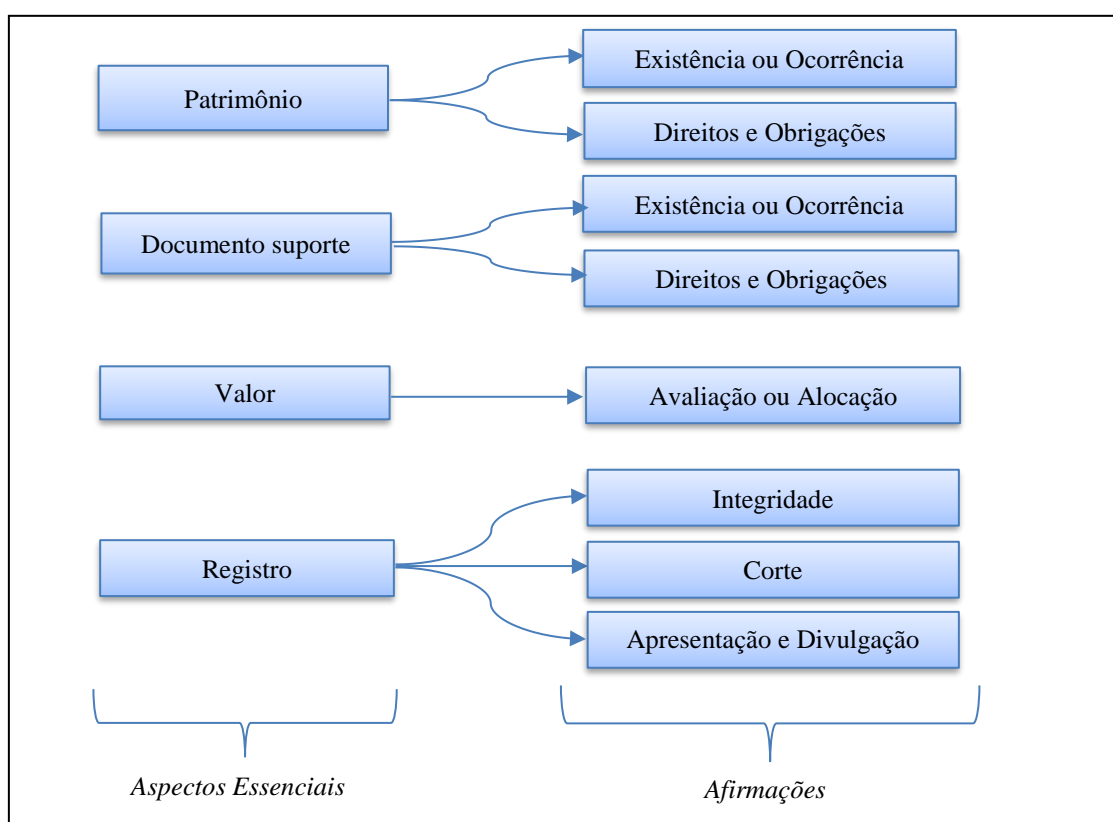 Patrimônio
Existência ou Ocorrência
Direitos e Obrigações
Documento suporte
Existência ou Ocorrência
Direitos e Obrigações
Valor
Avaliação ou Alocação
Registro
Integridade
Corte
Apresentação e Divulgação
Aspectos Essenciais
Afirmações